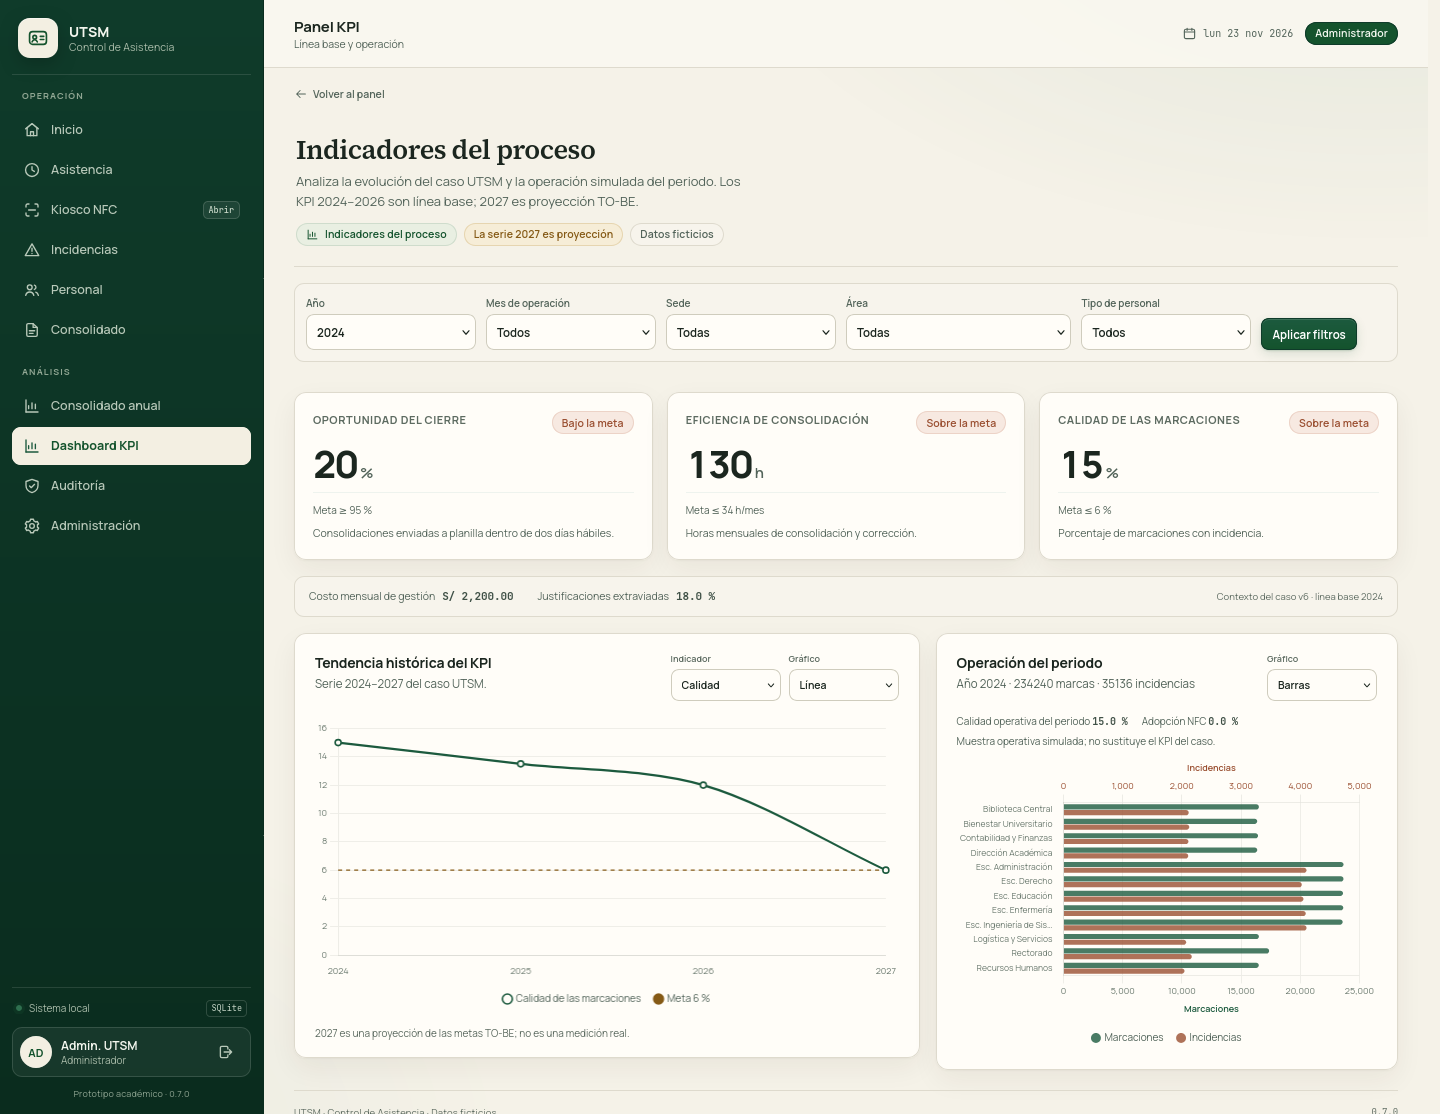 UTSM
Control de Asistencia
OPERACIÓN
Inicio
Asistencia
Kiosco NFC Abrir
Incidencias
Personal
Consolidado
ANÁLISIS
Consolidado anual
Dashboard KPI
Auditoría
Administración
Sistema local SQLite
AD Admin. UTSM
Administrador
Prototipo académico · 0.7.0
Panel KPI
Línea base y operación
lun 23 nov 2026 Administrador
Volver al panel
Indicadores del proceso
Analiza la evolución del caso UTSM y la operación simulada del periodo. Los
KPI 2024–2026 son línea base; 2027 es proyección TO-BE.
Indicadores del proceso La serie 2027 es proyección Datos ficticios
Año Mes de operación Sede Área Tipo de personal
2024 Todos Todas Todas Todos Aplicar filtros
OPORTUNIDAD DEL CIERRE Bajo la meta
20 %
Meta ≥ 95 %
Consolidaciones enviadas a planilla dentro de dos días hábiles.
EFICIENCIA DE CONSOLIDACIÓN Sobre la meta
130 h
Meta ≤ 34 h/mes
Horas mensuales de consolidación y corrección.
CALIDAD DE LAS MARCACIONES Sobre la meta
15 %
Meta ≤ 6 %
Porcentaje de marcaciones con incidencia.
Costo mensual de gestión S/ 2,200.00 Justificaciones extraviadas 18.0 % Contexto del caso v6 · línea base 2024
Tendencia histórica del KPI
Serie 2024–2027 del caso UTSM.
Indicador Gráfico
Calidad Línea
16
14
12
10
8
6
4
2
0
2024 2025 2026 2027
Calidad de las marcaciones Meta 6 %
2027 es una proyección de las metas TO-BE; no es una medición real.
Operación del periodo
Año 2024 · 234240 marcas · 35136 incidencias
Gráfico
Barras
Calidad operativa del periodo 15.0 % Adopción NFC 0.0 %
Muestra operativa simulada; no sustituye el KPI del caso.
Incidencias
0 1,000 2,000 3,000 4,000 5,000
Biblioteca Central
Bienestar Universitario
Contabilidad y Finanzas
Dirección Académica
Esc. Administración
Esc. Derecho
Esc. Educación
Esc. Enfermería
Esc. Ingeniería de Sis…
Logística y Servicios
Rectorado
Recursos Humanos
0 5,000 10,000 15,000 20,000 25,000
Marcaciones
Marcaciones Incidencias
UTSM · Control de Asistencia · Datos ficticios 0.7.0